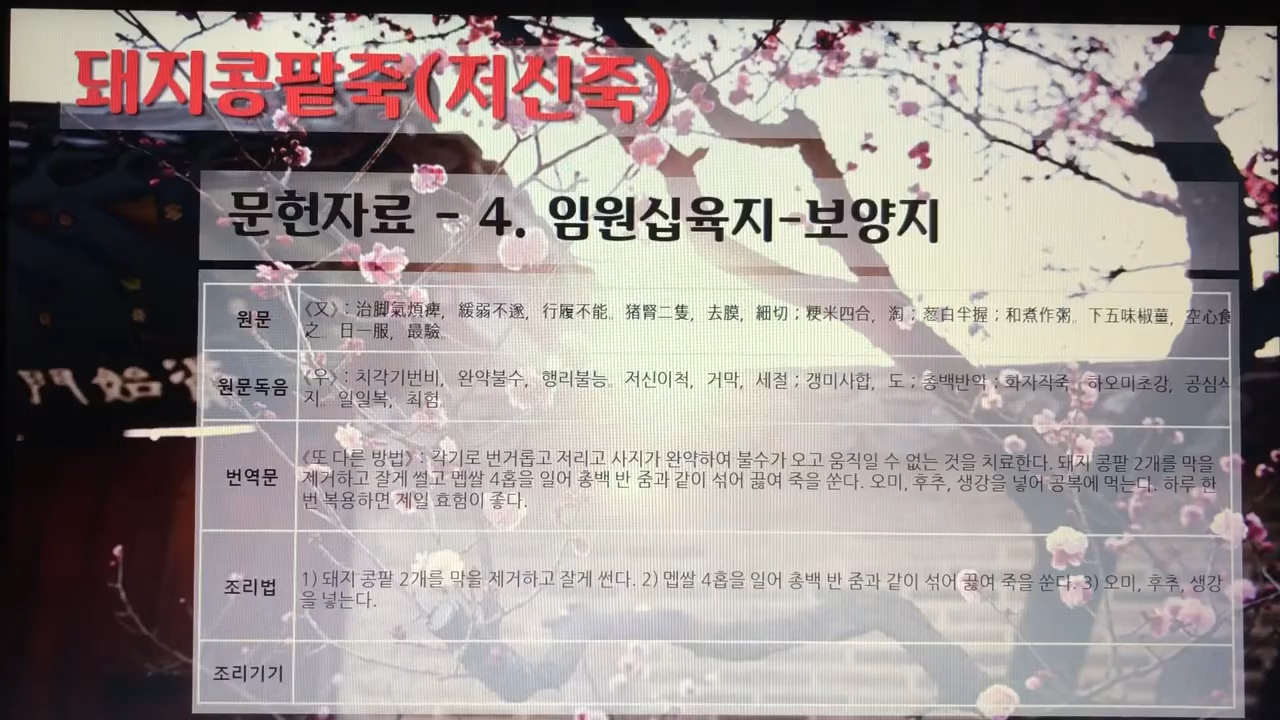 돼지콩팥죽(저신죽)
문헌자료 - 4. 임원십육지-보양지
원문
《又》：治脚氣煩痺，緩弱不遂，行履不能。猪腎二隻，去膜，細切；粳米四合，淘；葱白半握；和煮作粥。下五味椒薑，空心食
之。日一服，最驗。
원문독음
《우》：치각기번비，완약불수，행리불능。저신이척，거막，세절；갱미사합，도；총백반악；화자작죽。하오미초강，공심식
지。일일복，최험。
번역문
《또 다른 방법》：각기로 번거롭고 저리고 사지가 완약하여 불수가 오고 움직일 수 없는 것을 치료한다. 돼지 콩팥 2개를 막을
제거하고 잘게 썰고 멥쌀 4홉을 일어 총백 반 줌과 같이 섞어 끓여 죽을 쑨다. 오미, 후추, 생강을 넣어 공복에 먹는다. 하루 한
번 복용하면 제일 효험이 좋다.
조리법
1) 돼지 콩팥 2개를 막을 제거하고 잘게 썬다. 2) 멥쌀 4홉을 일어 총백 반 줌과 같이 섞어 끓여 죽을 쑨다. 3) 오미, 후추, 생강
을 넣는다.
조리기기